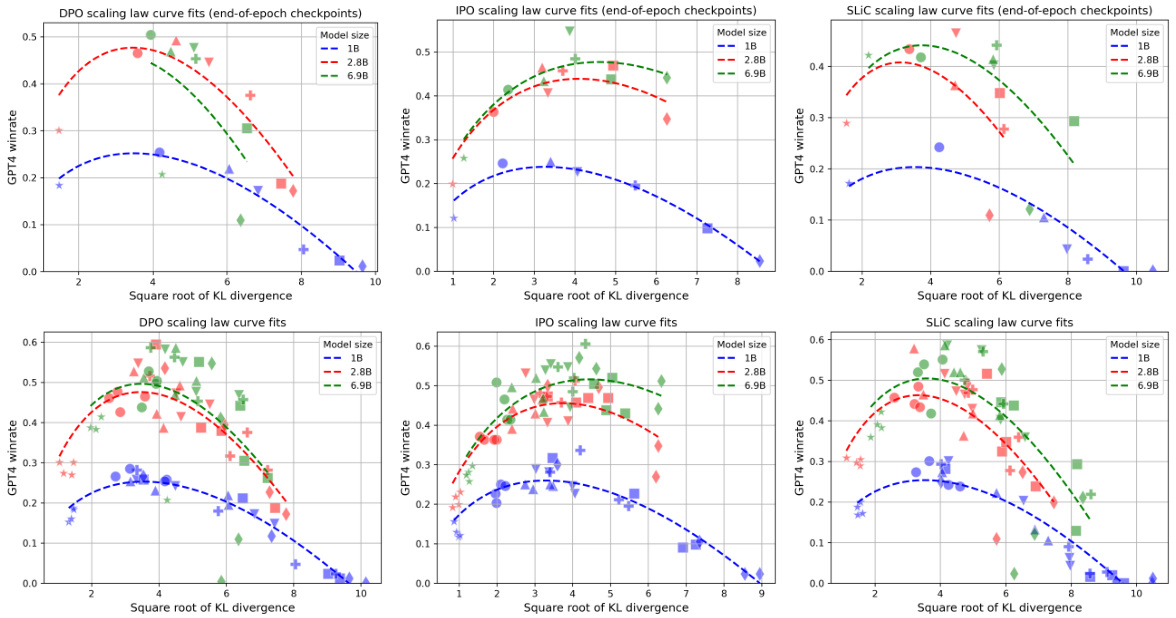 DPO scaling law curve fits (end-of-epoch checkpoints)
GPT4 winrate
0.5
0.4
0.3
0.2
0.1
0.0
2
4
6
8
10
Square root of KL divergence
Model size
1B
2.8B
6.9B
IPO scaling law curve fits (end-of-epoch checkpoints)
GPT4 winrate
0.5
0.4
0.3
0.2
0.1
0.0
1
2
3
4
5
6
7
8
Square root of KL divergence
Model size
1B
2.8B
6.9B
SLiC scaling law curve fits (end-of-epoch checkpoints)
GPT4 winrate
0.4
0.3
0.2
0.1
0.0
2
4
6
8
10
Square root of KL divergence
Model size
1B
2.8B
6.9B
DPO scaling law curve fits
GPT4 winrate
0.6
0.5
0.4
0.3
0.2
0.1
0.0
2
4
6
8
10
Square root of KL divergence
Model size
1B
2.8B
6.9B
IPO scaling law curve fits
GPT4 winrate
0.6
0.5
0.4
0.3
0.2
0.1
0.0
1
2
3
4
5
6
7
8
9
Square root of KL divergence
Model size
1B
2.8B
6.9B
SLiC scaling law curve fits
GPT4 winrate
0.6
0.5
0.4
0.3
0.2
0.1
0.0
2
4
6
8
10
Square root of KL divergence
Model size
1B
2.8B
6.9B